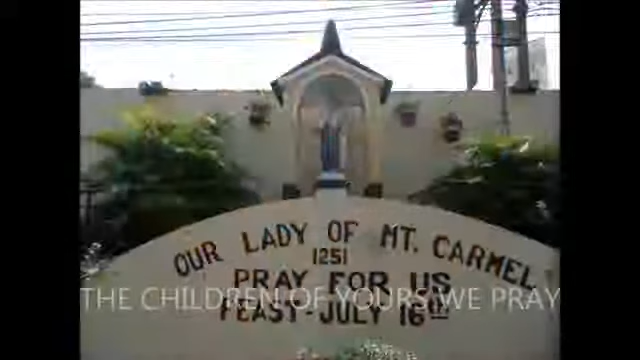 OUR LADY OF MT. CARMEL
1251
PRAY FOR US
THE CHILDREN OF YOURS WE PRAY
FEAST-JULY 16TH